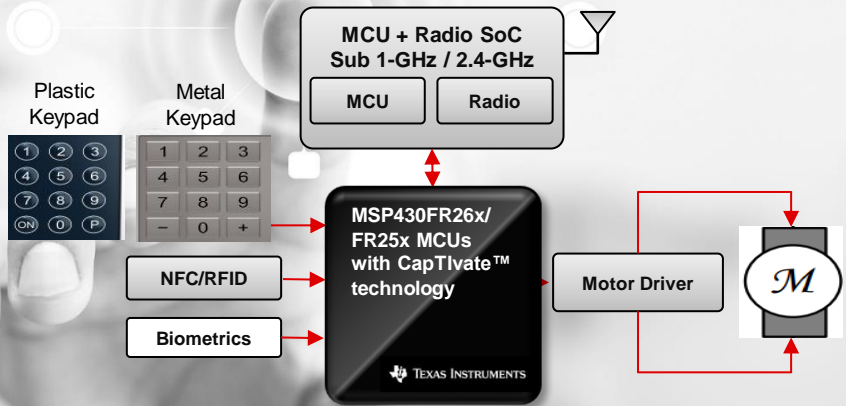 MCU + Radio SoC
Sub 1-GHz / 2.4-GHz
MCU
Radio
Plastic
Keypad
Metal
Keypad
1 2 3
4 5 6
7 8 9
ON 0 P
1 2 3
4 5 6
7 8 9
– 0 +
MSP430FR26x/
FR25x MCUs
with CapTIvate™
technology
NFC/RFID
Biometrics
Motor Driver
M
TEXAS INSTRUMENTS